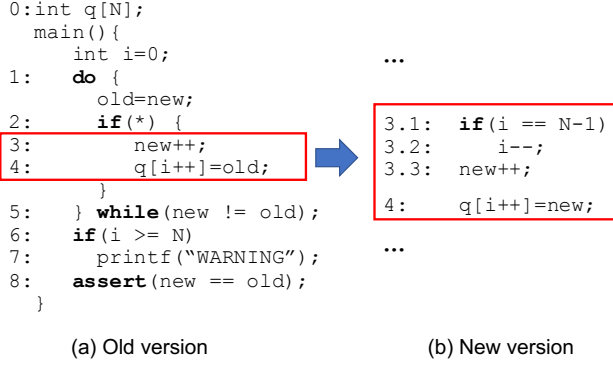 0:int q[N];
main(){
int i=0;
1: do {
old=new;
2: if(*) {
3: new++;
4: q[i++]=old;
}
5: } while(new != old);
6: if(i >= N)
7: printf(“WARNING”);
8: assert(new == old);
}
(a) Old version
...
3.1: if(i == N-1)
3.2: i--;
3.3: new++;
4: q[i++]=new;
...
(b) New version